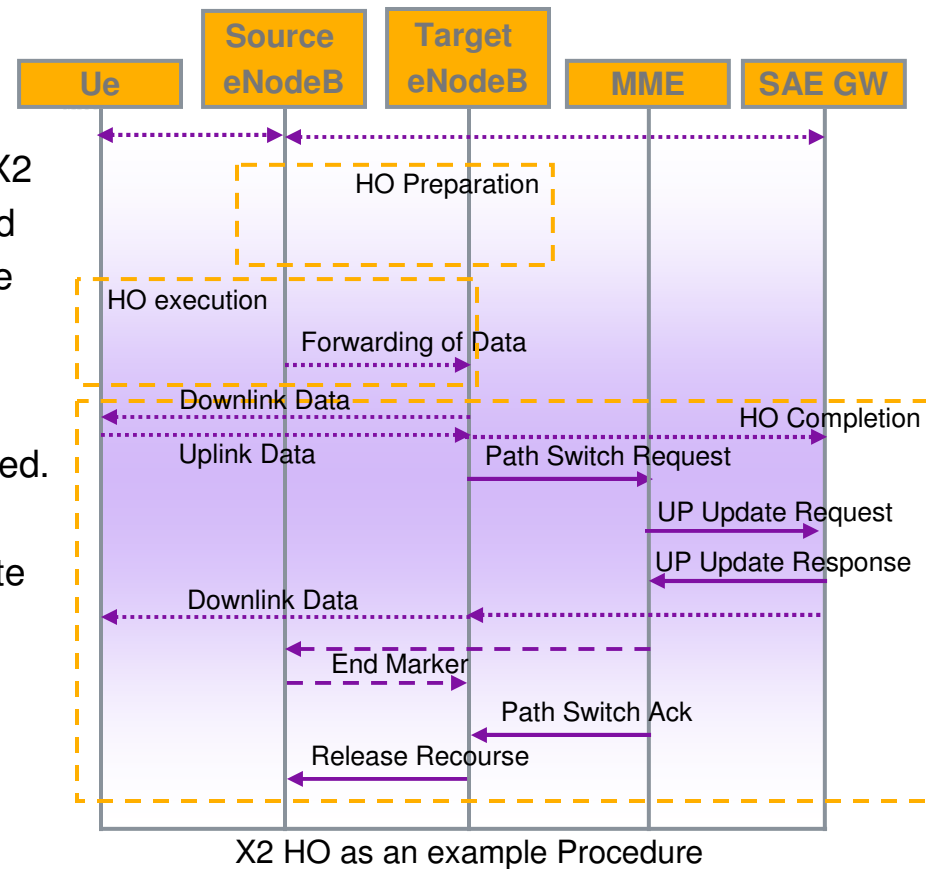 Source
eNodeB
Target
eNodeB
Ue
MME
SAE GW
X2
HO Preparation
HO execution
Forwarding of Data
Downlink Data
HO Completion
Uplink Data
ed.
Path Switch Request
UP Update Request
UP Update Response
Downlink Data
End Marker
Path Switch Ack
Release Recourse
X2 HO as an example Procedure